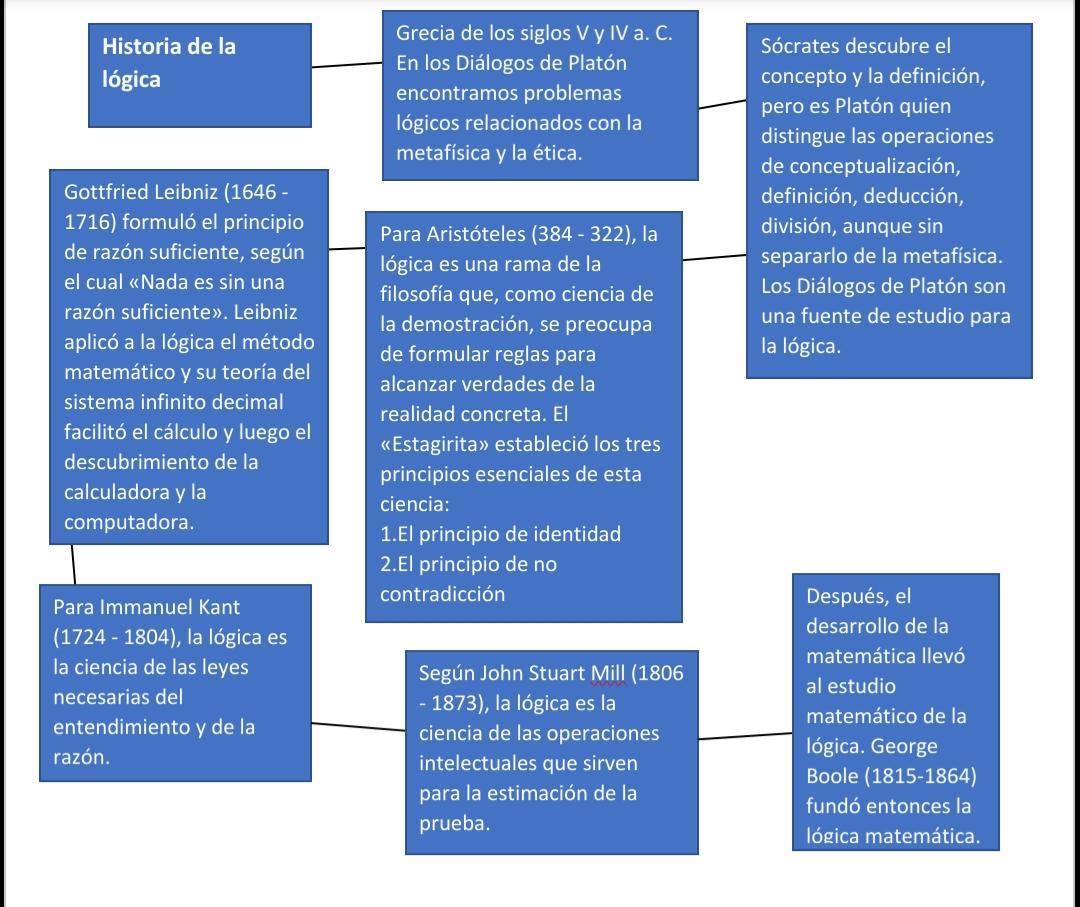 Historia de la
lógica
Grecia de los siglos V y IV a. C.
En los Diálogos de Platón
encontramos problemas
lógicos relacionados con la
metafísica y la ética.
Sócrates descubre el
concepto y la definición,
pero es Platón quien
distingue las operaciones
de conceptualización,
definición, deducción,
división, aunque sin
separarlo de la metafísica.
Los Diálogos de Platón son
una fuente de estudio para
la lógica.
Para Aristóteles (384 - 322), la
lógica es una rama de la
filosofía que, como ciencia de
la demostración, se preocupa
de formular reglas para
alcanzar verdades de la
realidad concreta. El
«Estagirita» estableció los tres
principios esenciales de esta
ciencia:
1.El principio de identidad
2.El principio de no
contradicción
Gottfried Leibniz (1646 -
1716) formuló el principio
de razón suficiente, según
el cual «Nada es sin una
razón suficiente». Leibniz
aplicó a la lógica el método
matemático y su teoría del
sistema infinito decimal
facilitó el cálculo y luego el
descubrimiento de la
calculadora y la
computadora.
Para Immanuel Kant
(1724 - 1804), la lógica es
la ciencia de las leyes
necesarias del
entendimiento y de la
razón.
Según John Stuart Mill (1806
- 1873), la lógica es la
ciencia de las operaciones
intelectuales que sirven
para la estimación de la
prueba.
Después, el
desarrollo de la
matemática llevó
al estudio
matemático de la
lógica. George
Boole (1815-1864)
fundó entonces la
lógica matemática.